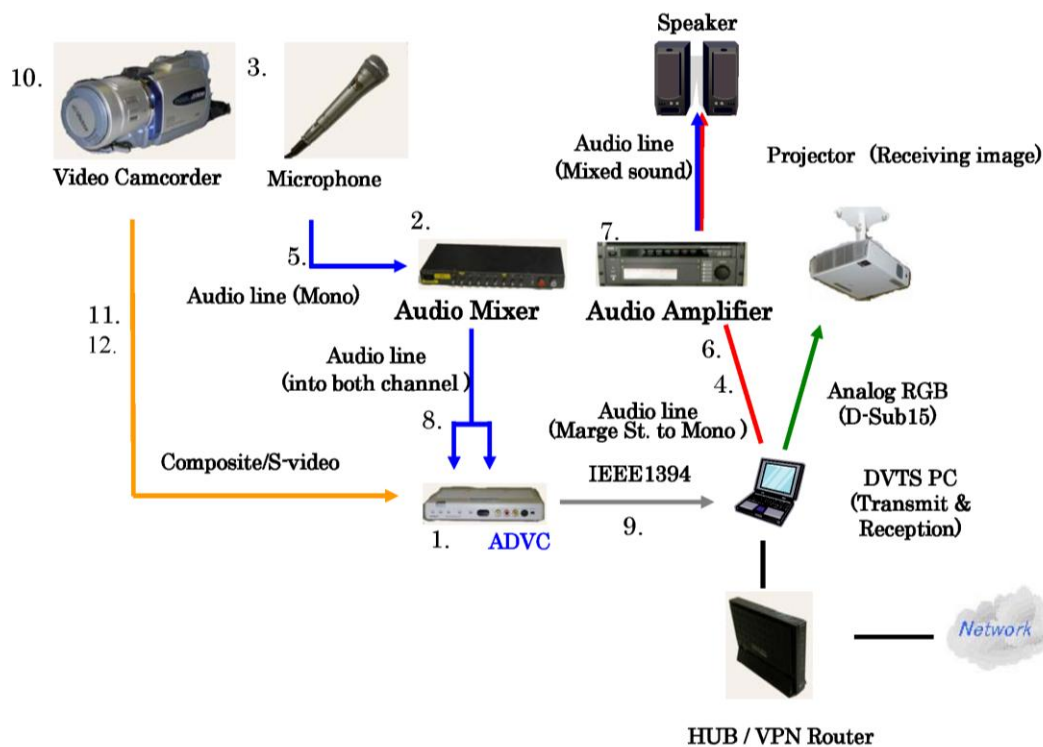 Speaker
10.
3.
Video Camcorder
Microphone
Audio line
(Mixed sound)
Projector (Receiving image)
2.
7.
5.
Audio line (Mono)
Audio Mixer
Audio Amplifier
11.
12.
Audio line
(into both channel )
6.
4.
Analog RGB
(D-Sub15)
8.
Audio line
(Marge St. to Mono )
Composite/S-video
IEEE1394
DVTS PC
(Transmit &
Reception)
1.
ADVC
9.
Network
HUB / VPN Router